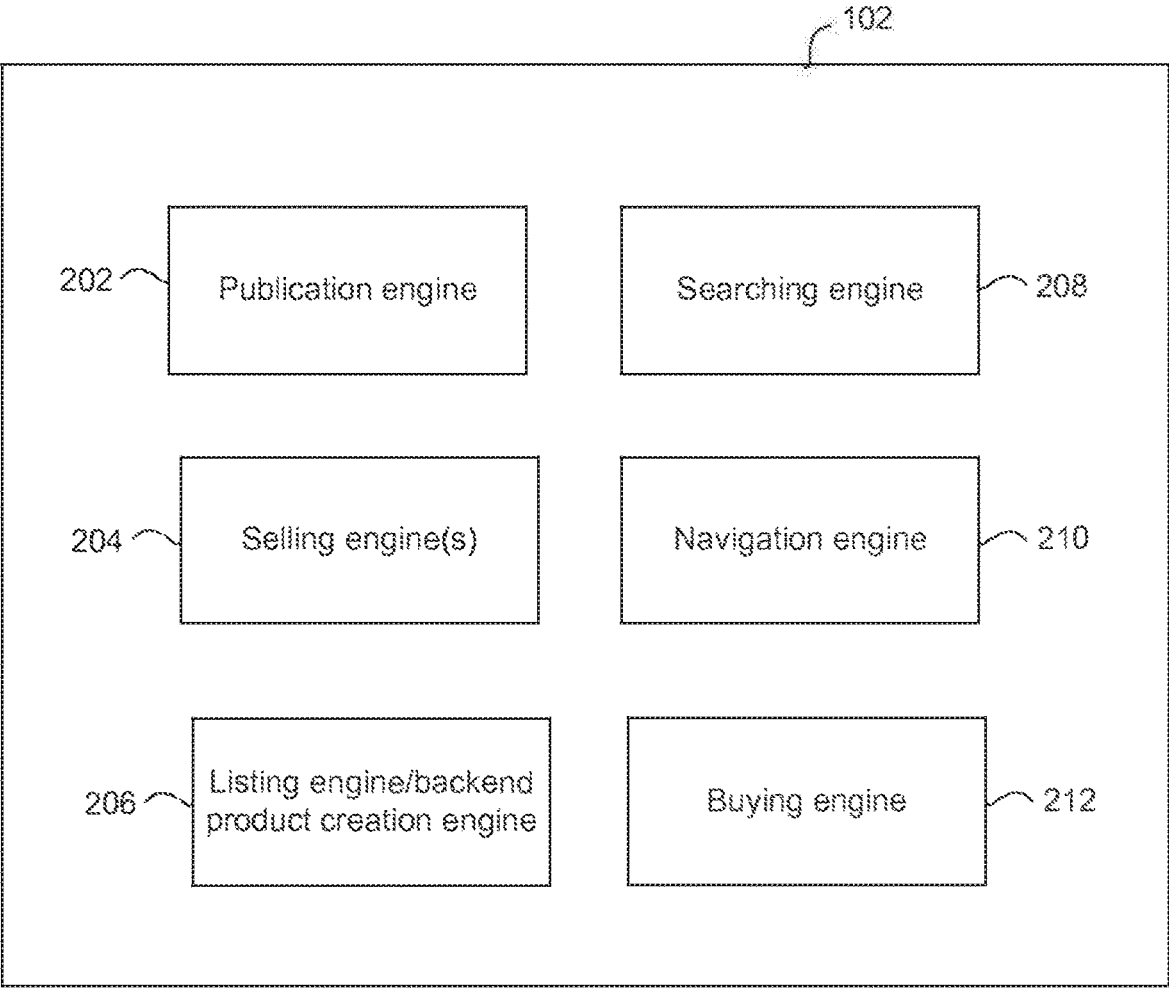 102
202
Publication engine
Searching engine
208
204
Selling engine(s)
Navigation engine
210
206
Listing engine/backend
product creation engine
Buying engine
212